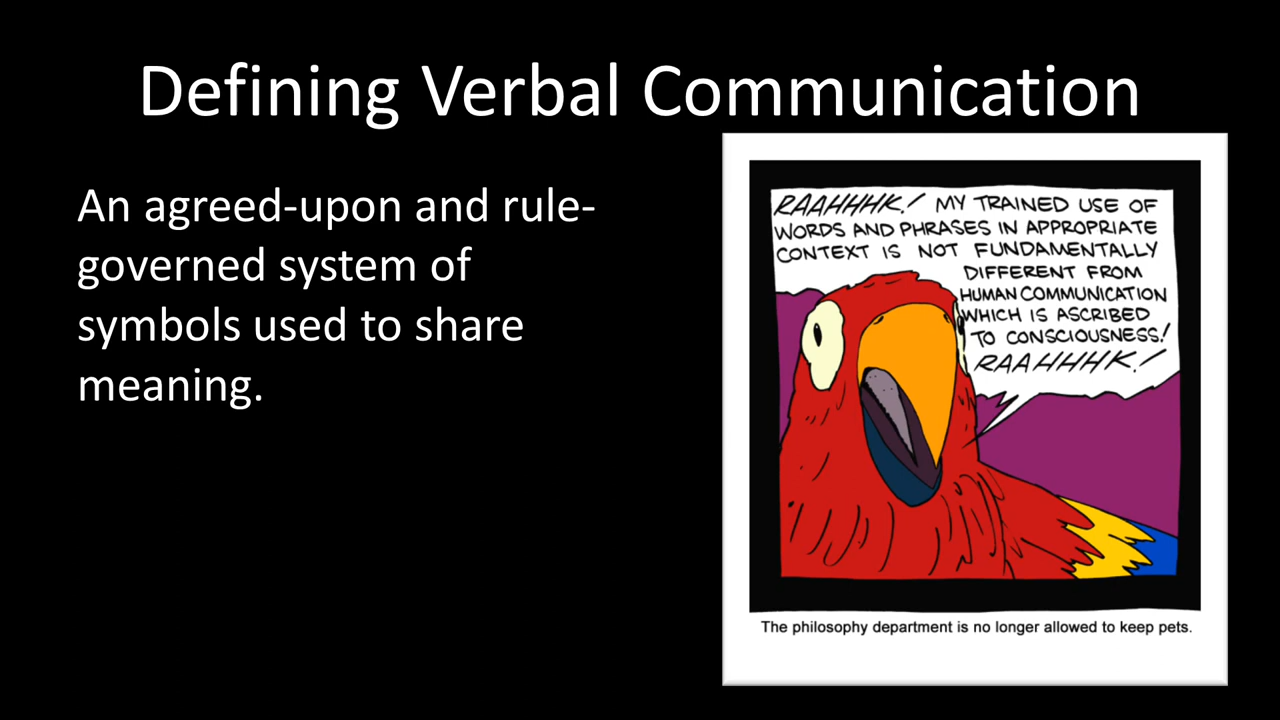 Defining Verbal Communication
An agreed-upon and rule-
governed system of
symbols used to share
meaning.
RAAHHHK! MY TRAINED USE OF
WORDS AND PHRASES IN APPROPRIATE
CONTEXT IS NOT FUNDAMENTALLY
DIFFERENT FROM
HUMAN COMMUNICATION
WHICH IS ASCRIBED
TO CONSCIOUSNESS!
RAAHHHK!
The philosophy department is no longer allowed to keep pets.